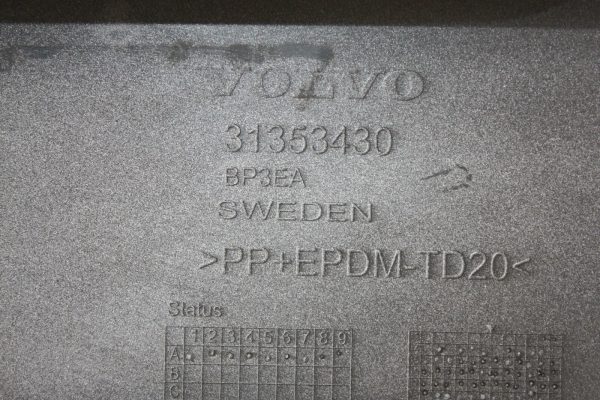 VOLVO
31353430
BP3EA
SWEDEN
>PP+EPDM-TD20<
Status
1 2 3 4 5 6 7 8 9
A
B
C